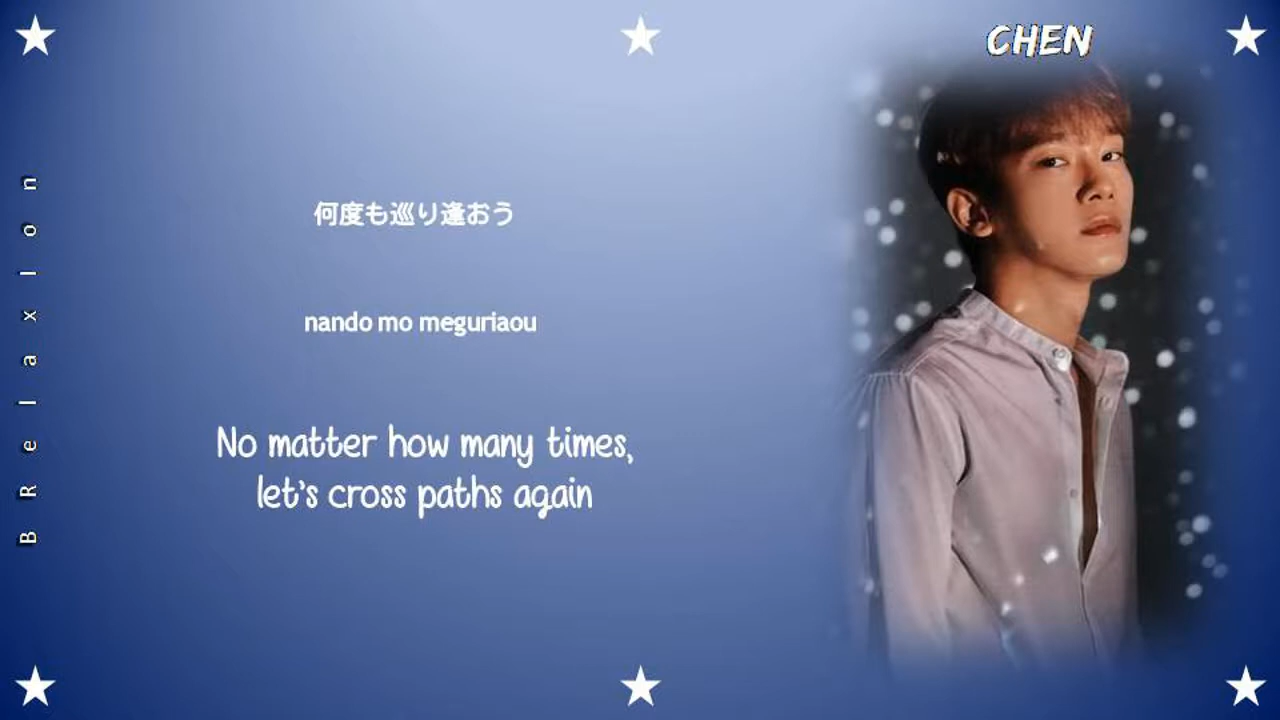 CHEN
BRelaxIon
何度も巡り逢おう
nando mo meguriaou
No matter how many times,
let's cross paths again